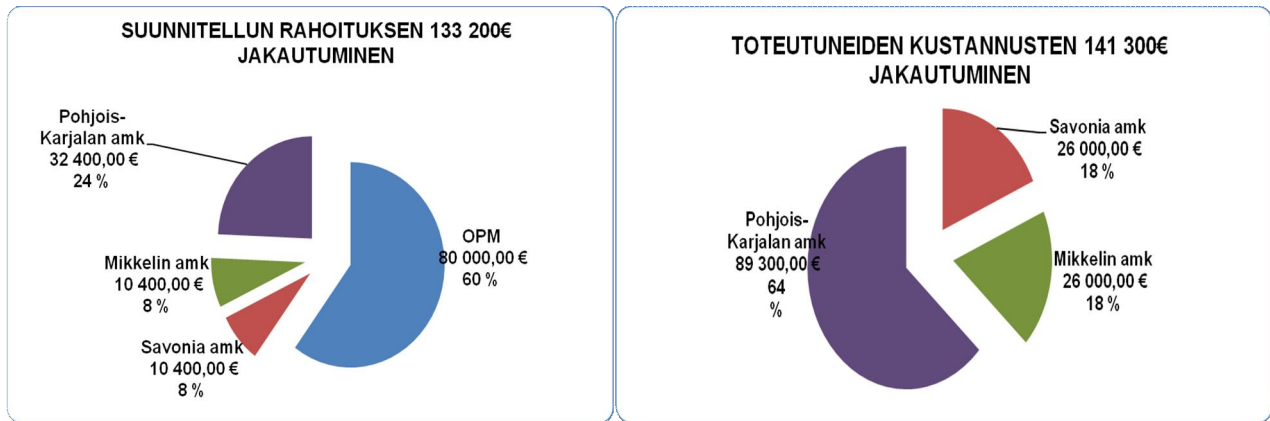 SUUNNITELLUN RAHOITUKSEN 133 200€
JAKAUTUMINEN
Pohjois-
Karjalan amk
32 400,00 €
24 %
OPM
80 000,00 €
60 %
Mikkelin amk
10 400,00 €
8 %
Savonia amk
10 400,00 €
8 %
TOTEUTUNEIDEN KUSTANNUSTEN 141 300€
JAKAUTUMINEN
Savonia amk
26 000,00 €
18 %
Pohjois-
Karjalan amk
89 300,00 €
64
%
Mikkelin amk
26 000,00 €
18 %